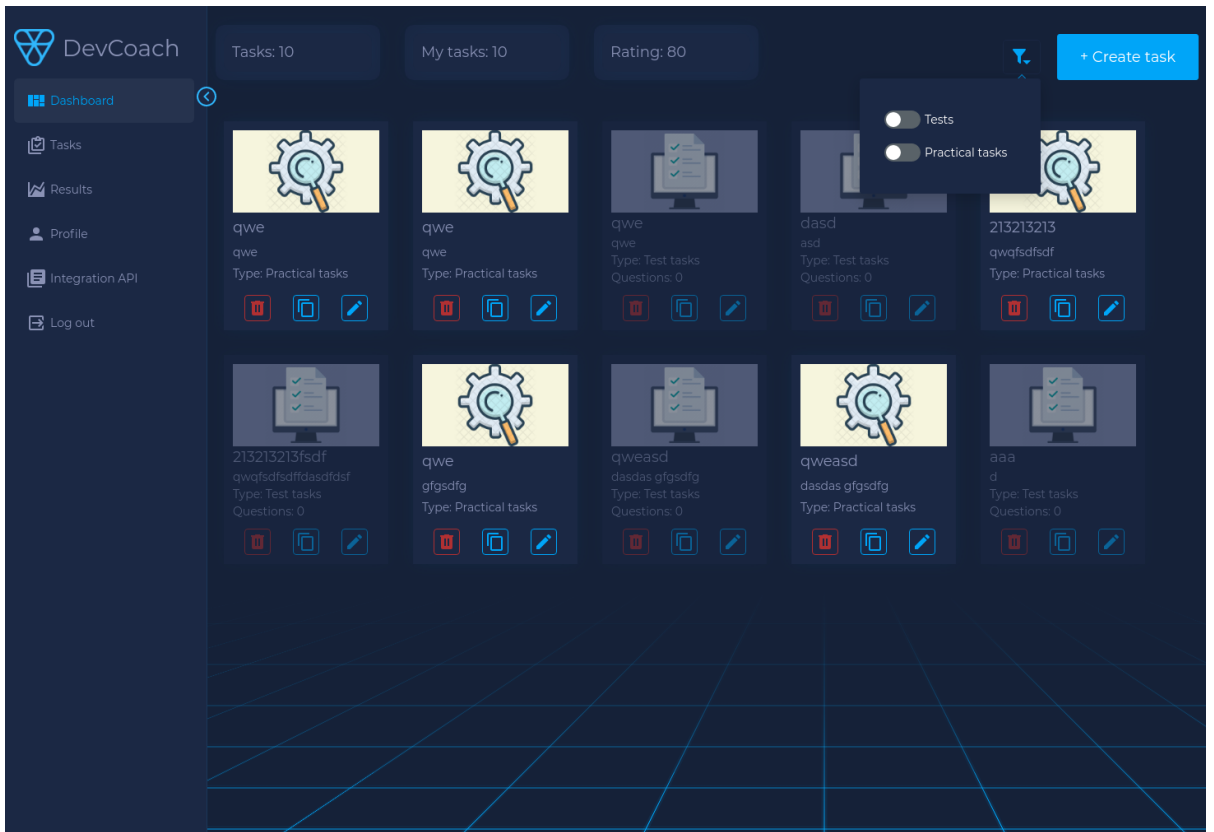 DevCoach
Tasks: 10
My tasks: 10
Rating: 80
+ Create task
Dashboard
Tasks
Results
Profile
Integration API
Log out
Tests
Practical tasks
qwe
qwe
Type: Practical tasks
qwe
qwe
Type: Practical tasks
qwe
qwe
Type: Test tasks
Questions: 0
dasd
asd
Type: Test tasks
Questions: 0
213213213
qwqfsdfsdf
Type: Practical tasks
213213213fsdf
qwqfsdfsdffdasdfdsf
Type: Test tasks
Questions: 0
qwe
gfgsdfg
Type: Practical tasks
qweasd
dasdas gfgsdfg
Type: Test tasks
Questions: 0
qweasd
dasdas gfgsdfg
Type: Practical tasks
aaa
d
Type: Test tasks
Questions: 0